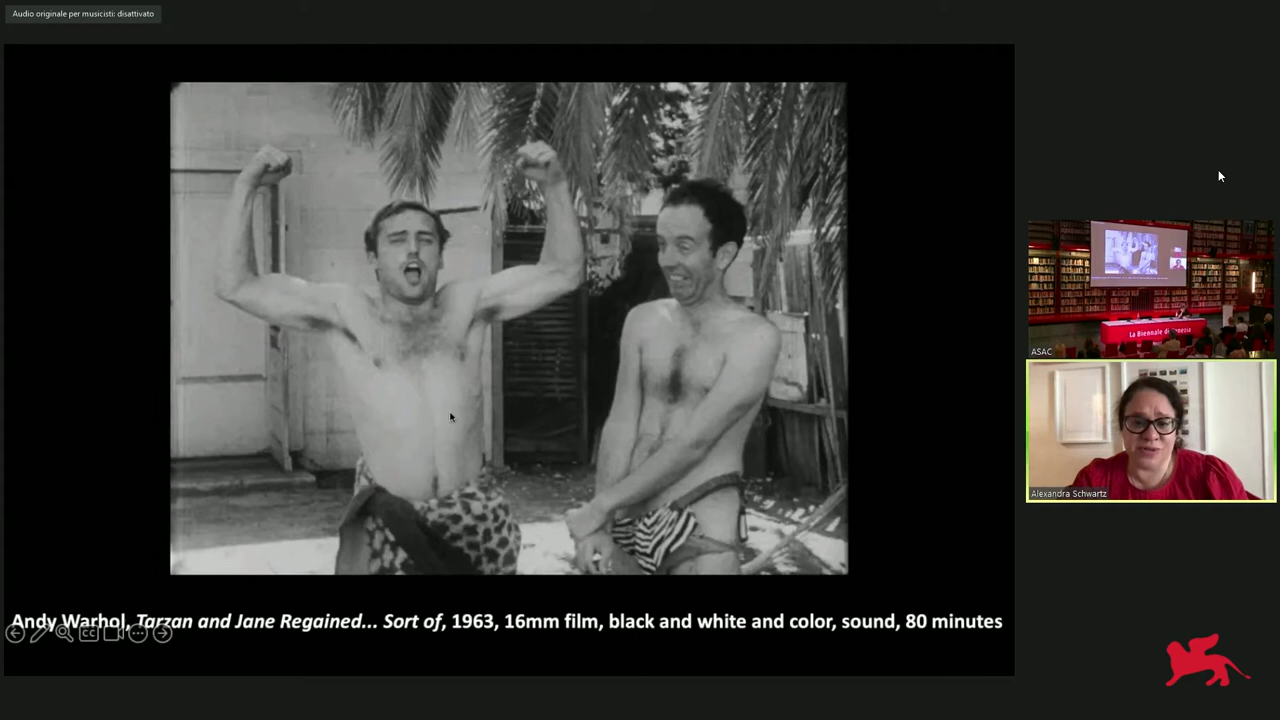 Audio originale per musicisti: disattivato
La Biennale di Venezia
ASAC
Alexandra Schwartz
Andy Warhol, Tarzan and Jane Regained... Sort of, 1963, 16mm film, black and white and color, sound, 80 minutes
CC